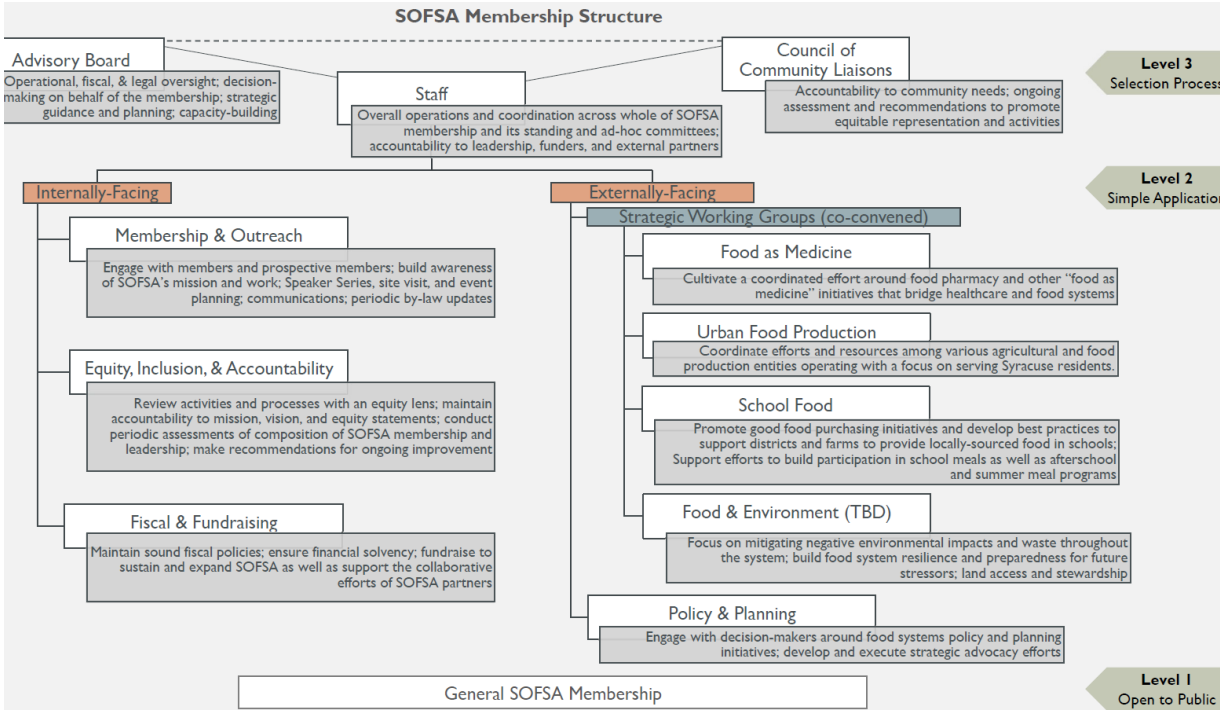 SOFSA Membership Structure
Advisory Board
Operational, fiscal, & legal oversight; decision-
making on behalf of the membership; strategic
guidance and planning; capacity-building
Staff
Overall operations and coordination across whole of SOFSA
membership and its standing and ad-hoc committees;
accountability to leadership, funders, and external partners
Council of
Community Liaisons
Accountability to community needs; ongoing
assessment and recommendations to promote
equitable representation and activities
Level 3
Selection Process
Level 2
Simple Application
Internally-Facing
Membership & Outreach
Engage with members and prospective members; build awareness
of SOFSA's mission and work; Speaker Series, site visit, and event
planning; communications; periodic by-law updates
Equity, Inclusion, & Accountability
Review activities and processes with an equity lens; maintain
accountability to mission, vision, and equity statements; conduct
periodic assessments of composition of SOFSA membership and
leadership; make recommendations for ongoing improvement
Fiscal & Fundraising
Maintain sound fiscal policies; ensure financial solvency; fundraise to
sustain and expand SOFSA as well as support the collaborative
efforts of SOFSA partners
Externally-Facing
Strategic Working Groups (co-convened)
Food as Medicine
Cultivate a coordinated effort around food pharmacy and other "food as
medicine" initiatives that bridge healthcare and food systems
Urban Food Production
Coordinate efforts and resources among various agricultural and food
production entities operating with a focus on serving Syracuse residents.
School Food
Promote good food purchasing initiatives and develop best practices to
support districts and farms to provide locally-sourced food in schools;
Support efforts to build participation in school meals as well as afterschool
and summer meal programs
Food & Environment (TBD)
Focus on mitigating negative environmental impacts and waste throughout
the system; build food system resilience and preparedness for future
stressors; land access and stewardship
Policy & Planning
Engage with decision-makers around food systems policy and planning
initiatives; develop and execute strategic advocacy efforts
General SOFSA Membership
Level 1
Open to Public